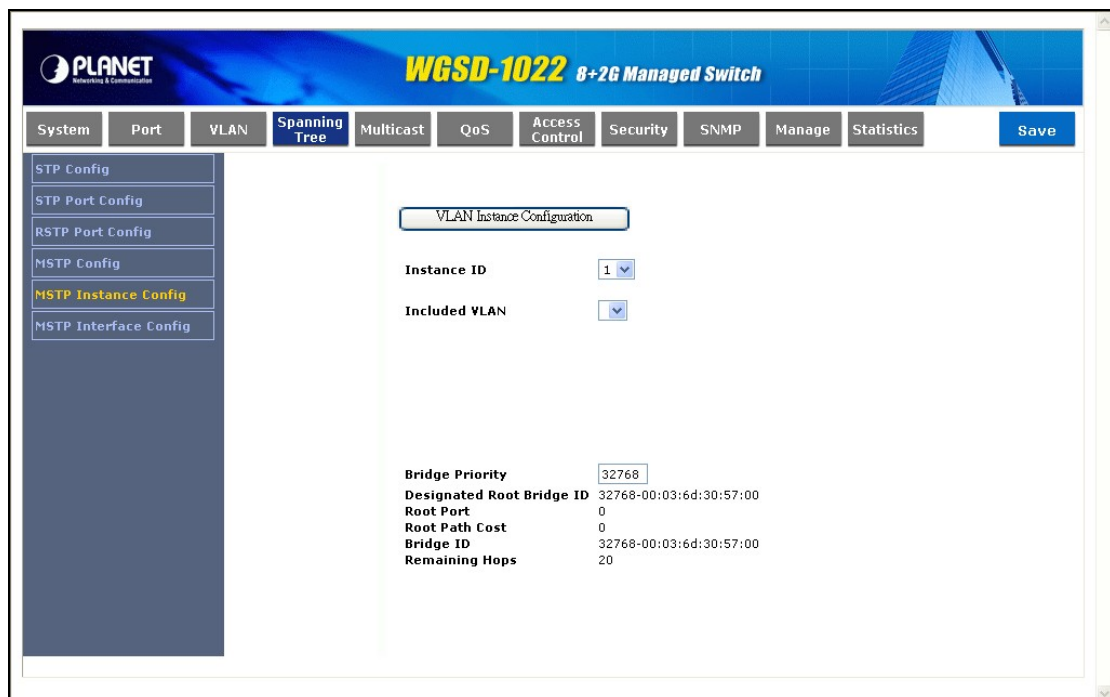 PLANET
Networking & Communication
WGSD-1022 8+2G Managed Switch
System
Port
VLAN
Spanning Tree
Multicast
QoS
Access Control
Security
SNMP
Manage
Statistics
Save
STP Config
STP Port Config
RSTP Port Config
MSTP Config
MSTP Instance Config
MSTP Interface Config
VLAN Instance Configuration
Instance ID 1
Included VLAN
Bridge Priority 32768
Designated Root Bridge ID 32768-00:03:6d:30:57:00
Root Port 0
Root Path Cost 0
Bridge ID 32768-00:03:6d:30:57:00
Remaining Hops 20